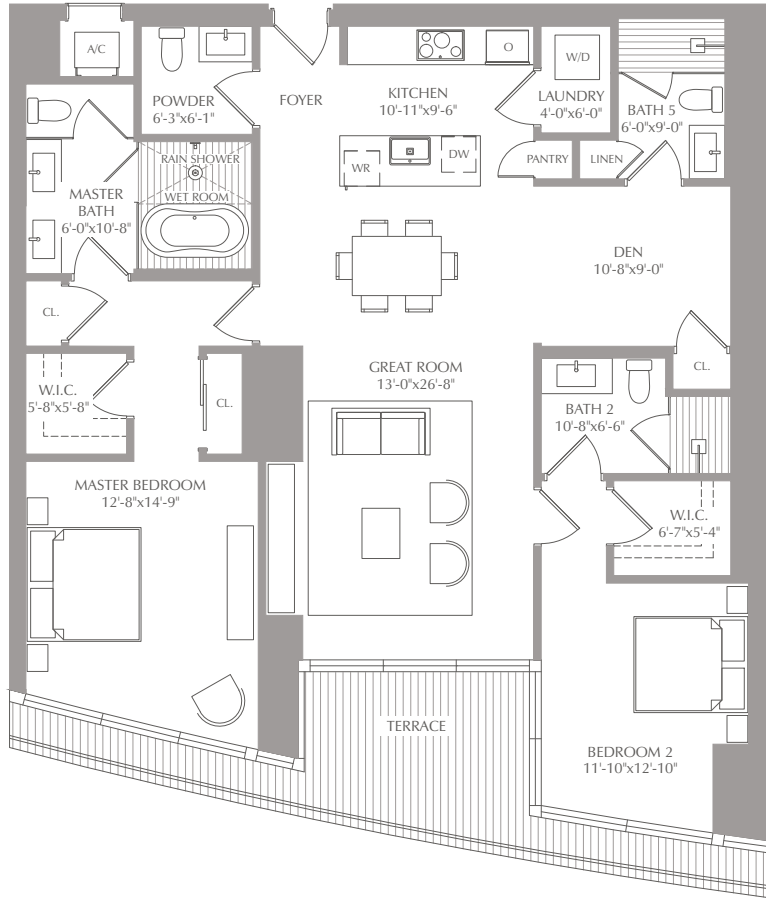 A/C
POWDER
6'-3"x6'-1"
FOYER
KITCHEN
10'-11"x9'-6"
O
W/D
LAUNDRY
4'-0"x6'-0"
BATH 5
6'-0"x9'-0"
RAIN SHOWER
WET ROOM
MASTER
BATH
6'-0"x10'-8"
WR
DW
PANTRY
LINEN
DEN
10'-8"x9'-0"
CL.
W.I.C.
5'-8"x5'-8"
CL.
GREAT ROOM
13'-0"x26'-8"
CL.
BATH 2
10'-8"x6'-6"
MASTER BEDROOM
12'-8"x14'-9"
W.I.C.
6'-7"x5'-4"
TERRACE
BEDROOM 2
11'-10"x12'-10"